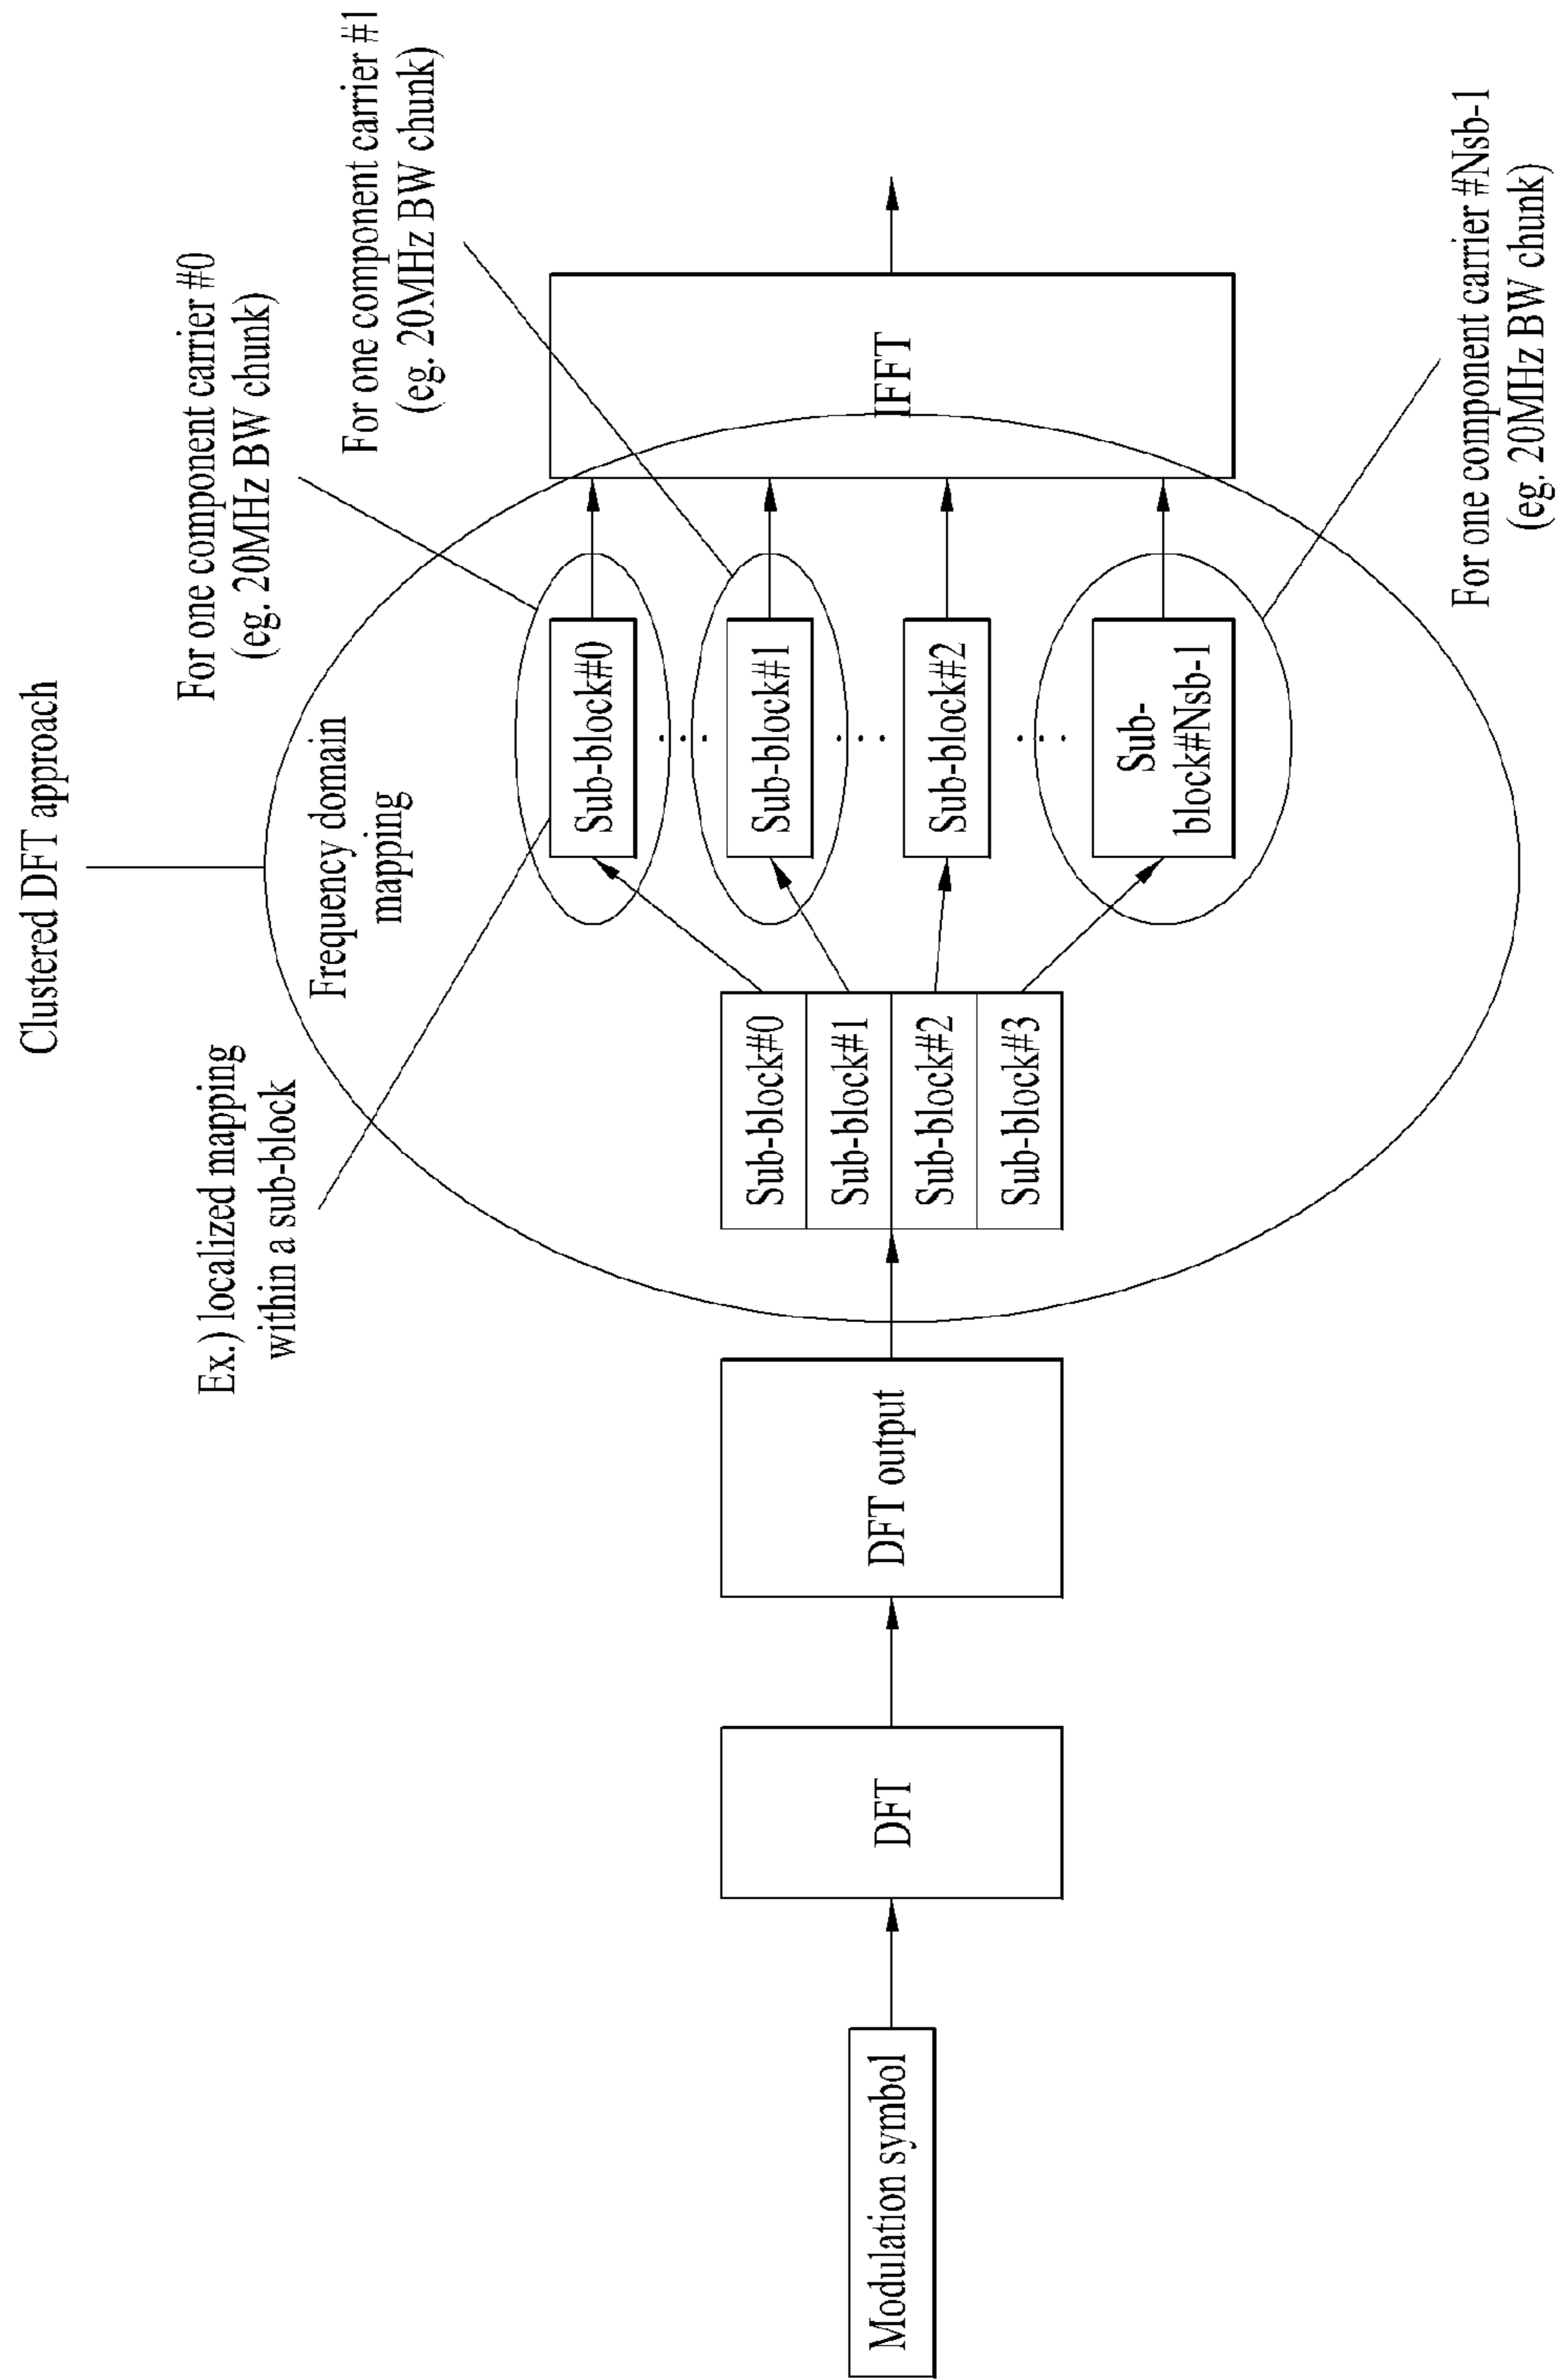 Clustered DFT approach
Ex.) localized mapping
within a sub-block
For one component carrier #0
(eg. 20MHz BW chunk)
For one component carrier #1
(eg. 20MHz BW chunk)
Frequency domain
mapping
Modulation symbol
DFT
DFT output
Sub-block#0
Sub-block#1
Sub-block#2
Sub-block#3
Sub-block#0
Sub-block#1
Sub-block#2
Sub-
block#Nsb-1
IFFT
For one component carrier #Nsb-1
(eg. 20MHz BW chunk)